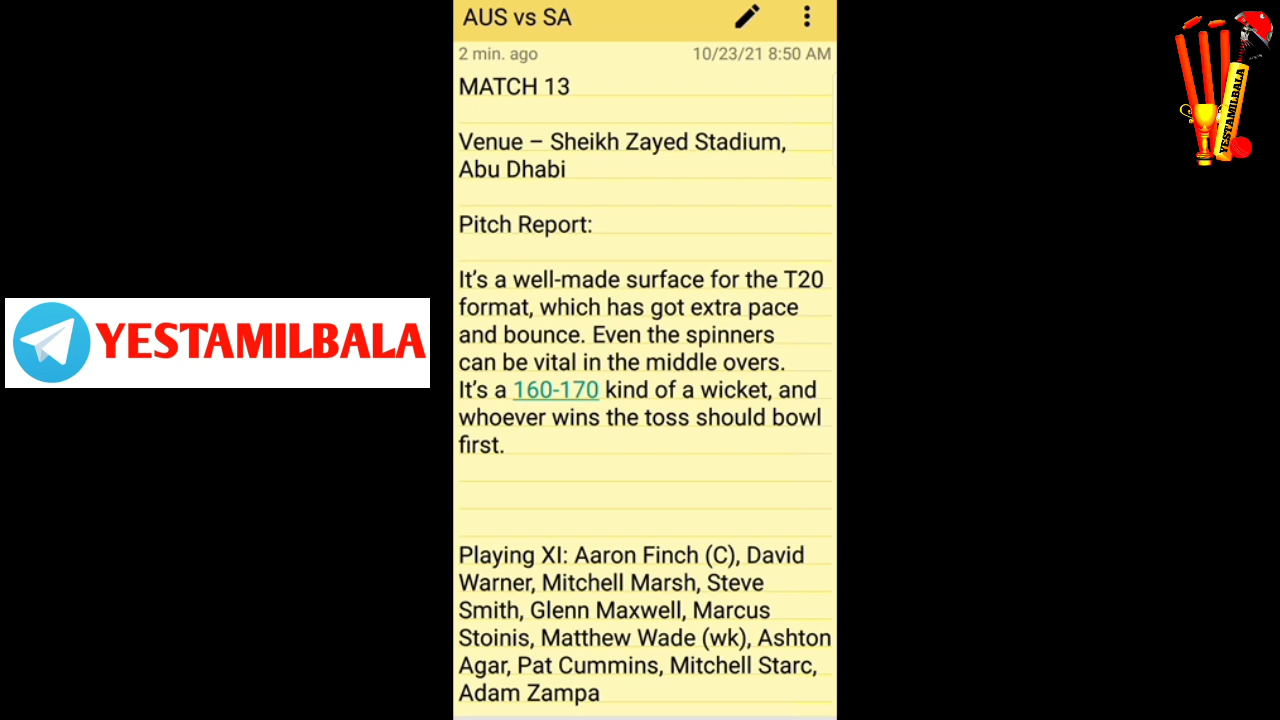 AUS vs SA
2 min. ago 10/23/21 8:50 AM
MATCH 13
Venue – Sheikh Zayed Stadium,
Abu Dhabi
Pitch Report:
It's a well-made surface for the T20
format, which has got extra pace
and bounce. Even the spinners
can be vital in the middle overs.
It's a 160-170 kind of a wicket, and
whoever wins the toss should bowl
first.
Playing XI: Aaron Finch (C), David
Warner, Mitchell Marsh, Steve
Smith, Glenn Maxwell, Marcus
Stoinis, Matthew Wade (wk), Ashton
Agar, Pat Cummins, Mitchell Starc,
Adam Zampa
YESTAMILBALA
YESTAMILBALA